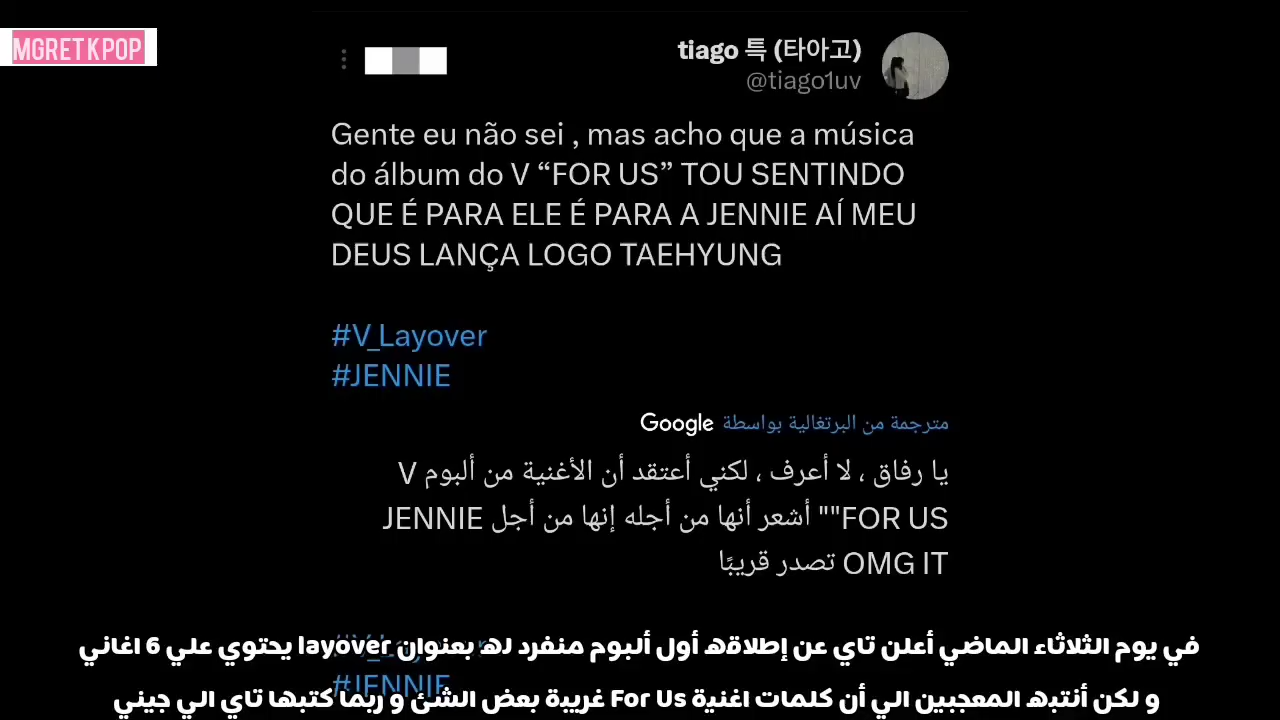 MGRET KPOP
tiago 특 (타아고)
@tiago1uv
Gente eu não sei , mas acho que a música
do álbum do V “FOR US” TOU SENTINDO
QUE É PARA ELE É PARA A JENNIE AÍ MEU
DEUS LANÇA LOGO TAEHYUNG
#V_Layover
#JENNIE
مترجمة من البرتغالية بواسطة Google
يا رفاق ، لا أعرف ، لكني أعتقد أن الأغنية من ألبوم V
FOR US"" أشعر أنها من أجله إنها من أجل JENNIE
OMG IT تصدر قريبًا
في يوم الثلاثاء الماضي أعلن تاي عن إطلاقه أول ألبوم منفرد له بعنوان layover يحتوي علي 6 اغاني
#JENNIE
و لكن أنتبه المعجبين الي أن كلمات اغنية For Us غريبة بعض الشئ و ربما كتبها تاي الي جيني